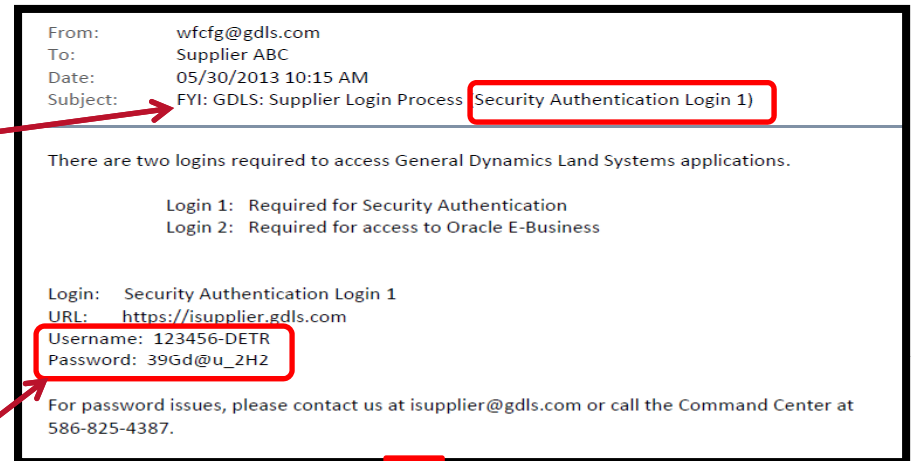 From: wfcfg@gdls.com
To: Supplier ABC
Date: 05/30/2013 10:15 AM
Subject: FYI: GDLS: Supplier Login Process (Security Authentication Login 1)
There are two logins required to access General Dynamics Land Systems applications.
Login 1: Required for Security Authentication
Login 2: Required for access to Oracle E-Business
Login: Security Authentication Login 1
URL: https://isupplier.gdls.com
Username: 123456-DETR
Password: 39Gd@u_2H2
For password issues, please contact us at isupplier@gdls.com or call the Command Center at
586-825-4387.